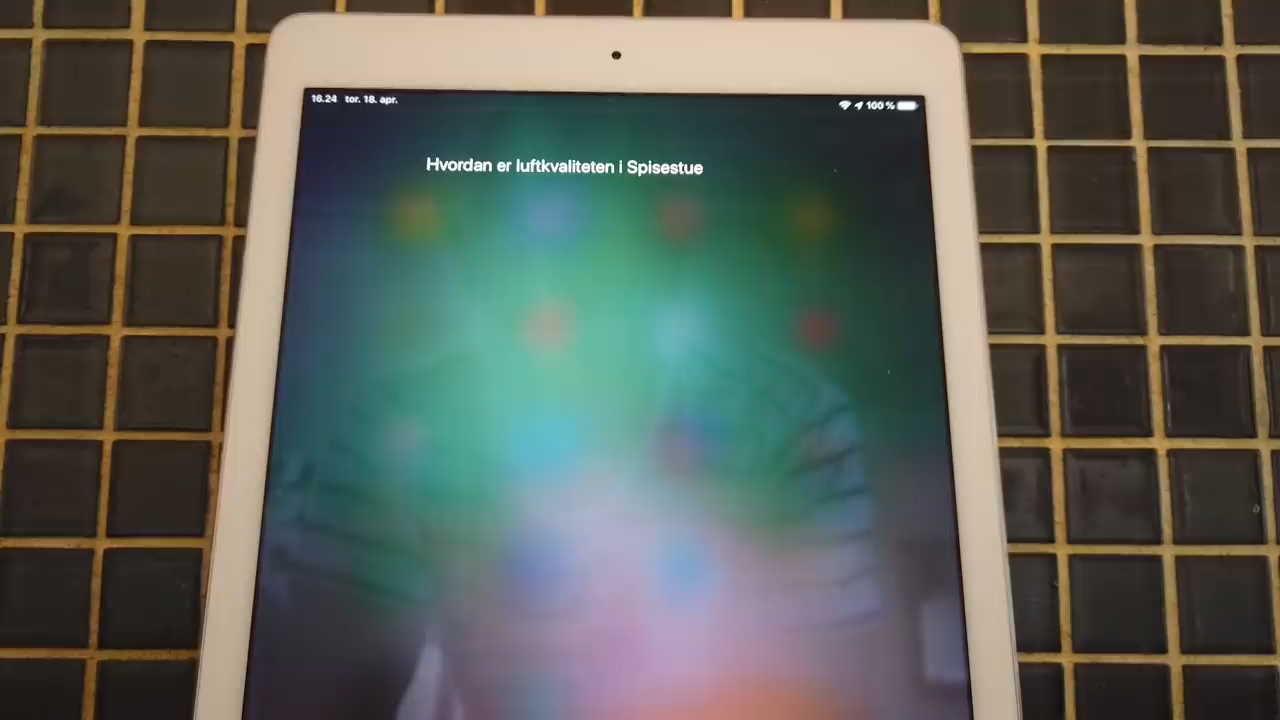 16.24 tor. 18. apr. 100 %
Hvordan er luftkvaliteten i Spisestue